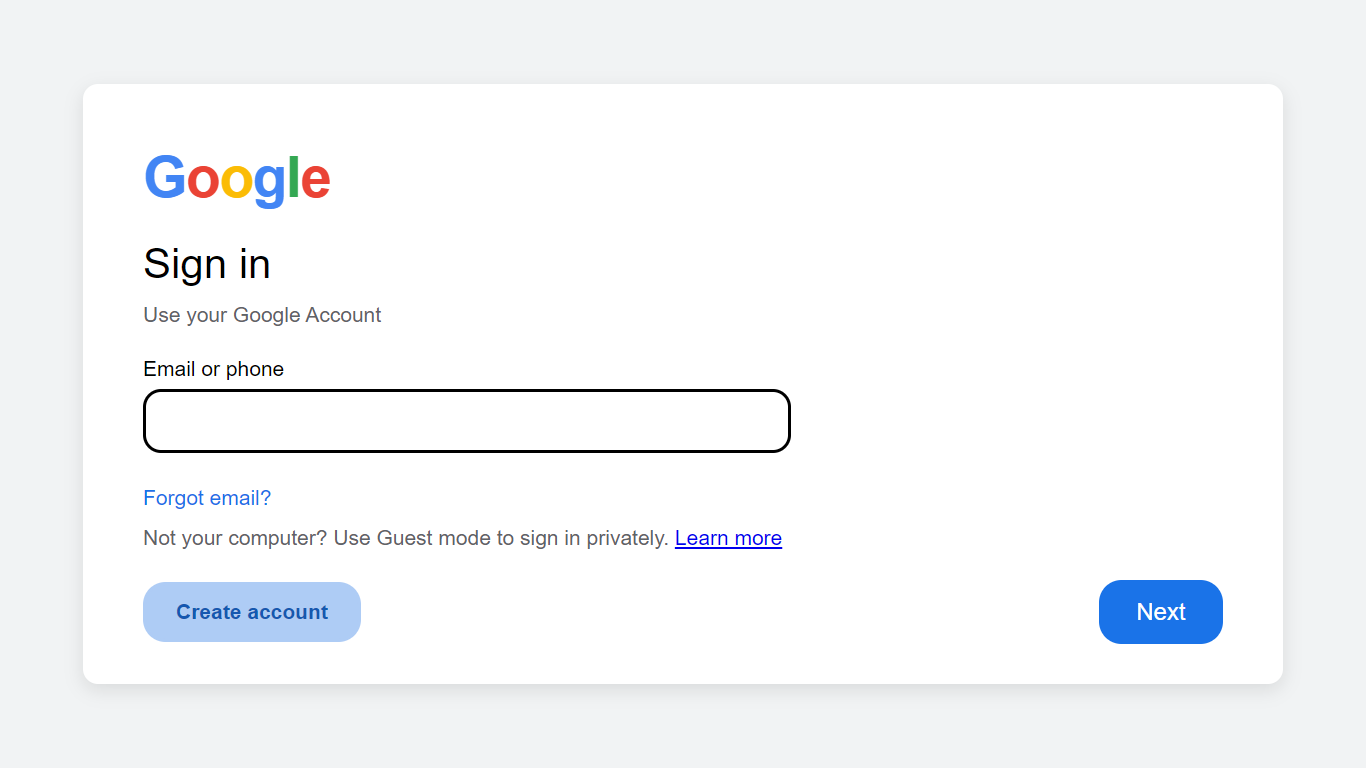 Google
Sign in
Use your Google Account
Email or phone
Forgot email?
Not your computer? Use Guest mode to sign in privately. Learn more
Create account
Next